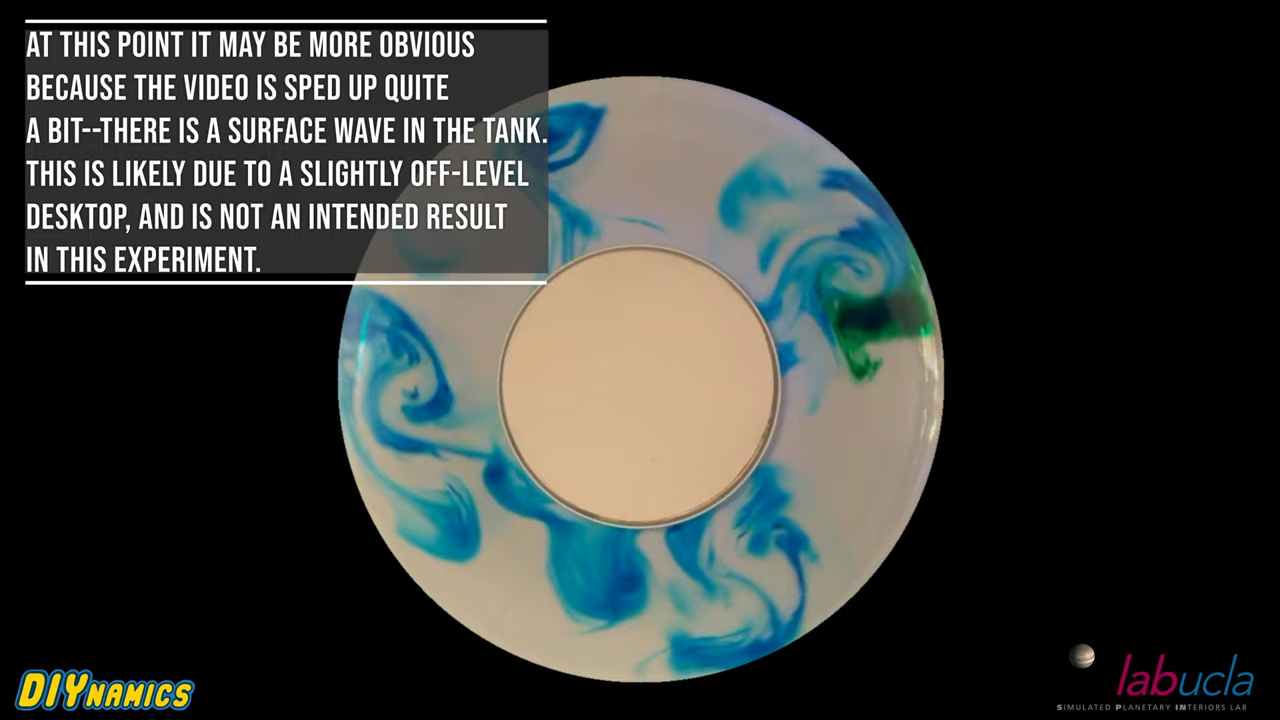 AT THIS POINT IT MAY BE MORE OBVIOUS
BECAUSE THE VIDEO IS SPED UP QUITE
A BIT--THERE IS A SURFACE WAVE IN THE TANK.
THIS IS LIKELY DUE TO A SLIGHTLY OFF-LEVEL
DESKTOP, AND IS NOT AN INTENDED RESULT
IN THIS EXPERIMENT.
DIYNAMICS
labucla
SIMULATED PLANETARY INTERIORS LAB